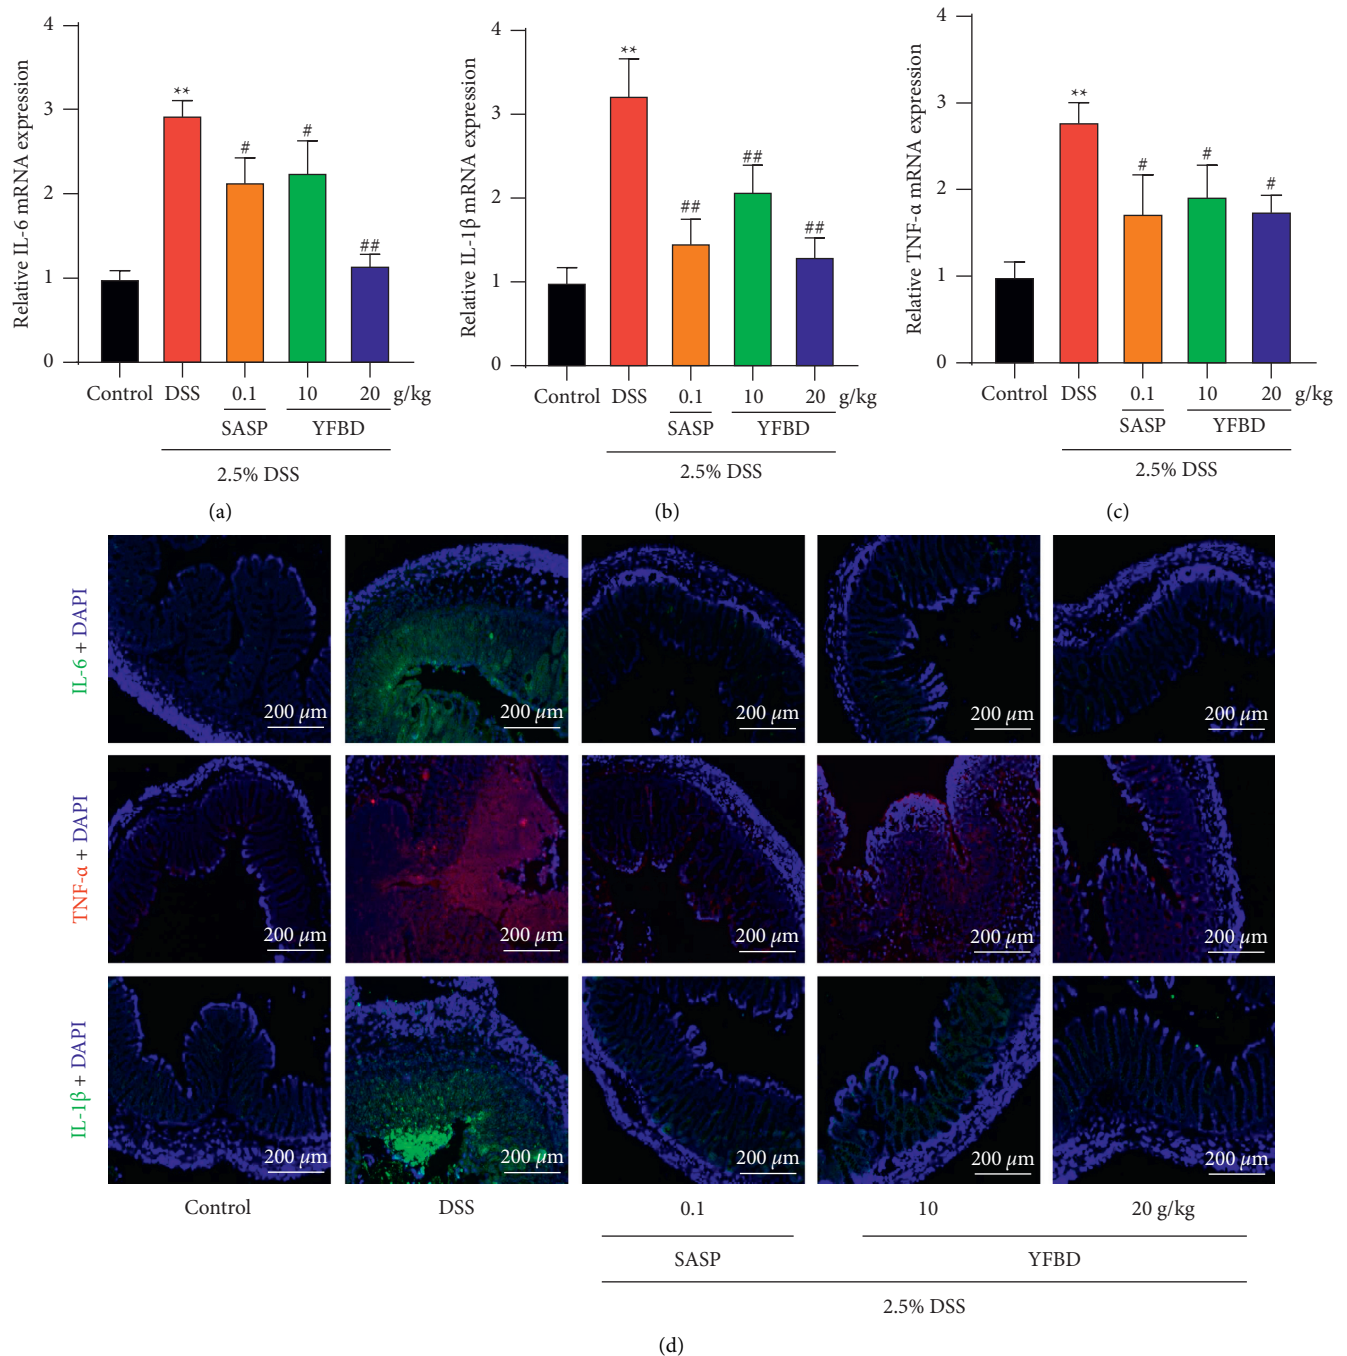 Relative IL-6 mRNA expression
4
3
2
1
0
**
#
#
##
Control DSS 0.1 10 20 g/kg
SASP YFBD
2.5% DSS
(a)
Relative IL-1β mRNA expression
4
3
2
1
0
**
##
##
##
Control DSS 0.1 10 20 g/kg
SASP YFBD
2.5% DSS
(b)
Relative TNF-α mRNA expression
4
3
2
1
0
**
#
#
#
Control DSS 0.1 10 20 g/kg
SASP YFBD
2.5% DSS
(c)
IL-6 + DAPI
200 µm 200 µm 200 µm 200 µm 200 µm
TNF-α + DAPI
200 µm 200 µm 200 µm 200 µm 200 µm
IL-1β + DAPI
200 µm 200 µm 200 µm 200 µm 200 µm
Control DSS 0.1 10 20 g/kg
SASP YFBD
2.5% DSS
(d)